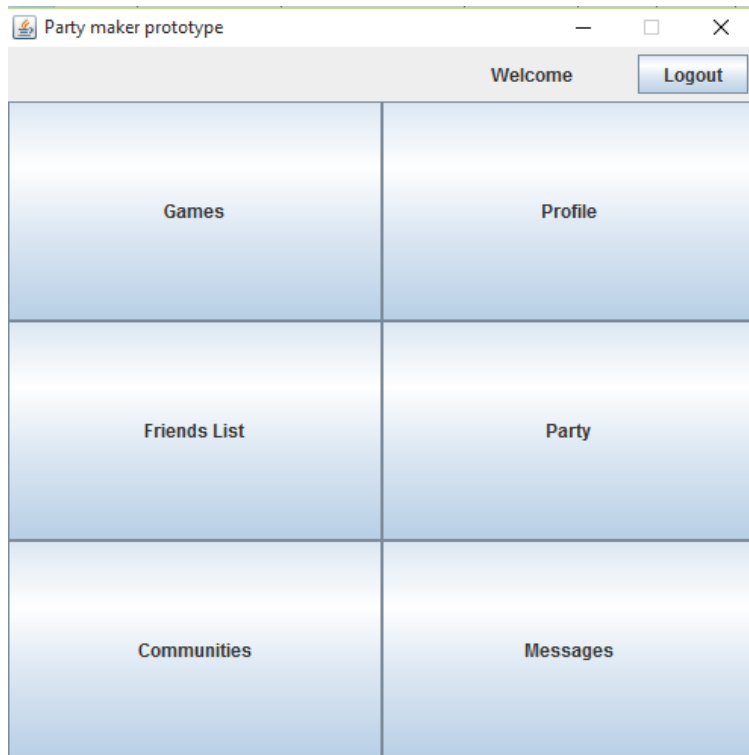 Party maker prototype
Welcome Logout
Games Profile
Friends List Party
Communities Messages